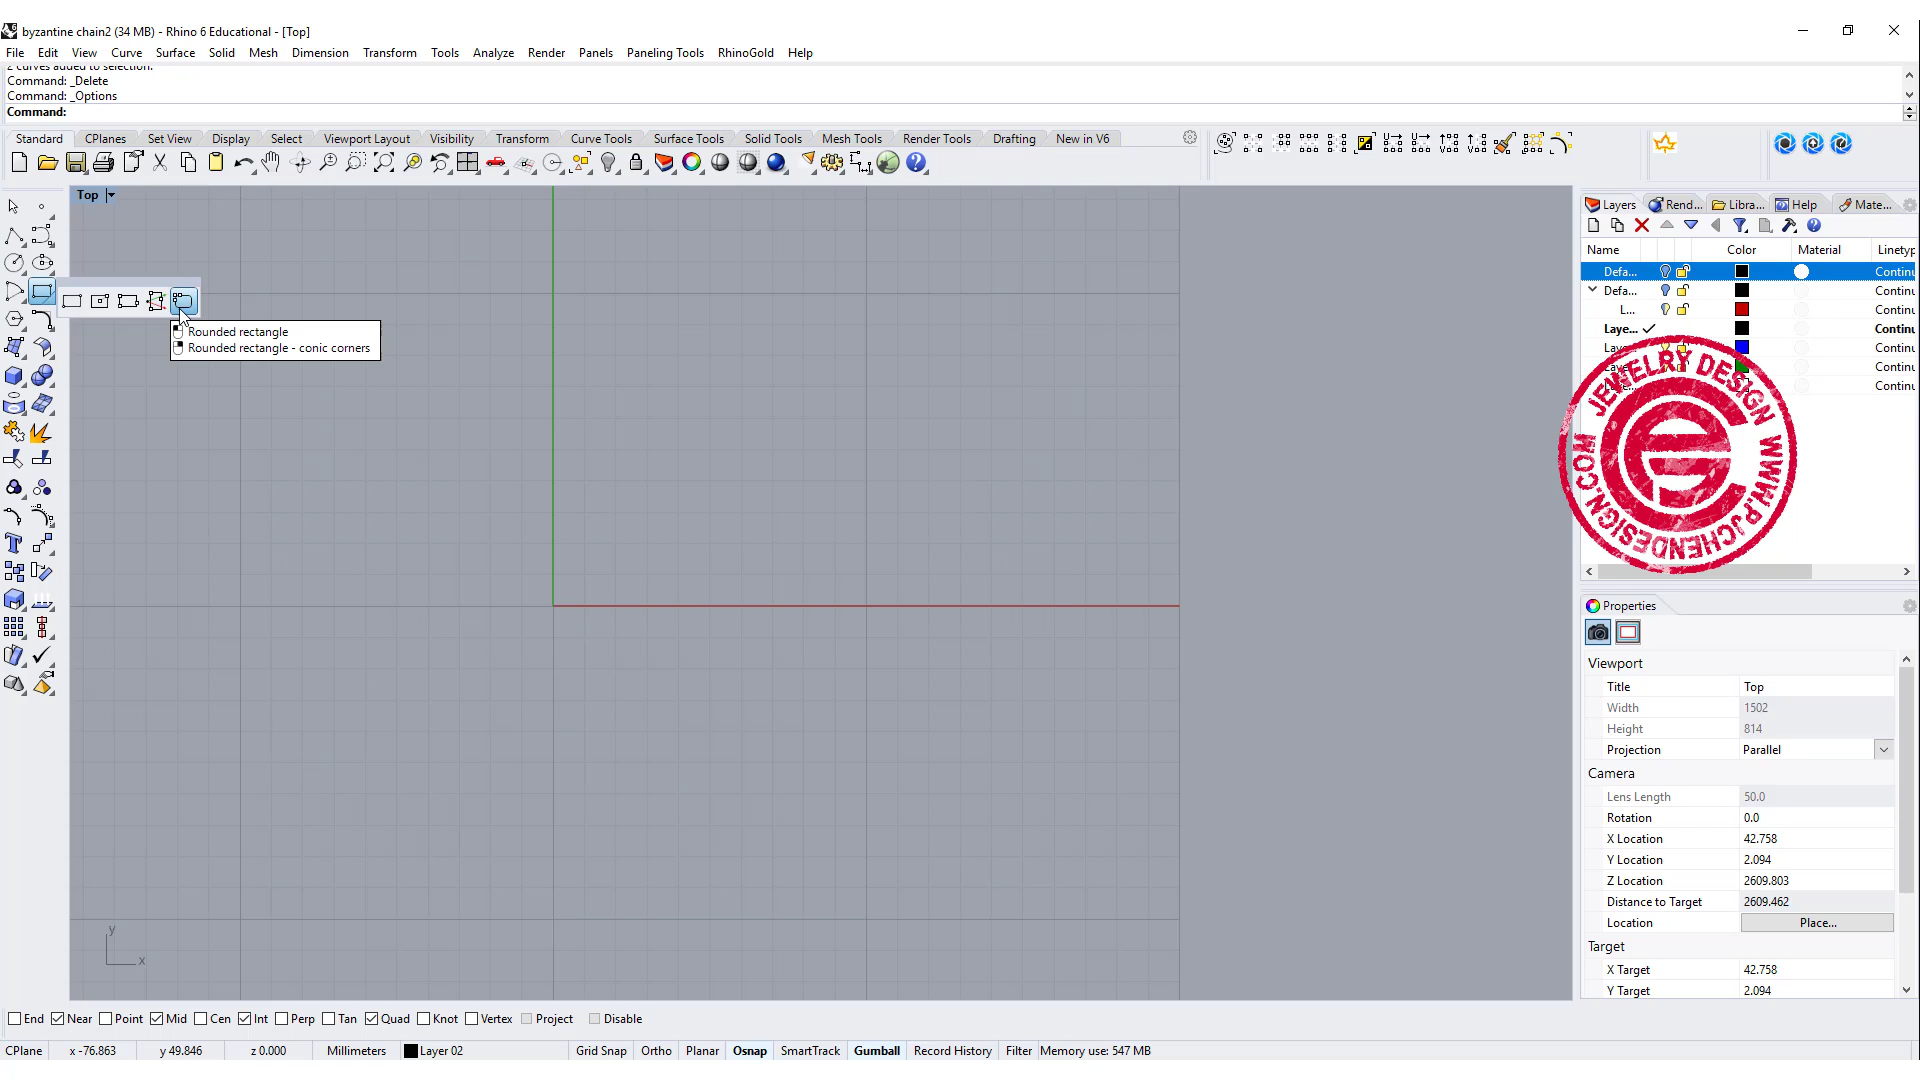 byzantine chain2 (34 MB) - Rhino 6 Educational - [Top]
File Edit View Curve Surface Solid Mesh Dimension Transform Tools Analyze Render Panels Paneling Tools RhinoGold Help
2 curves added to selection.
Command: _Delete
Command: _Options
Command:
Standard CPlanes Set View Display Select Viewport Layout Visibility Transform Curve Tools Surface Tools Solid Tools Mesh Tools Render Tools Drafting New in V6
Top
Layers Rend... Libra... Help Mate...
Name Color Material Linetyp
Defa... Continu
Defa... Continu
L... Continu
Laye... Continu
Laye... Continu
Laye... Continu
Laye... Continu
Rounded rectangle
Rounded rectangle - conic corners
JEWELRY DESIGN WWW.PJCHENDESIGN.COM
Properties
Viewport
Title Top
Width 1502
Height 814
Projection Parallel
Camera
Lens Length 50.0
Rotation 0.0
X Location 42.758
Y Location 2.094
Z Location 2609.803
Distance to Target 2609.462
Location Place...
Target
X Target 42.758
Y Target 2.094
y
x
End Near Point Mid Cen Int Perp Tan Quad Knot Vertex Project Disable
CPlane x -76.863 y 49.846 z 0.000 Millimeters Layer 02 Grid Snap Ortho Planar Osnap SmartTrack Gumball Record History Filter Memory use: 547 MB